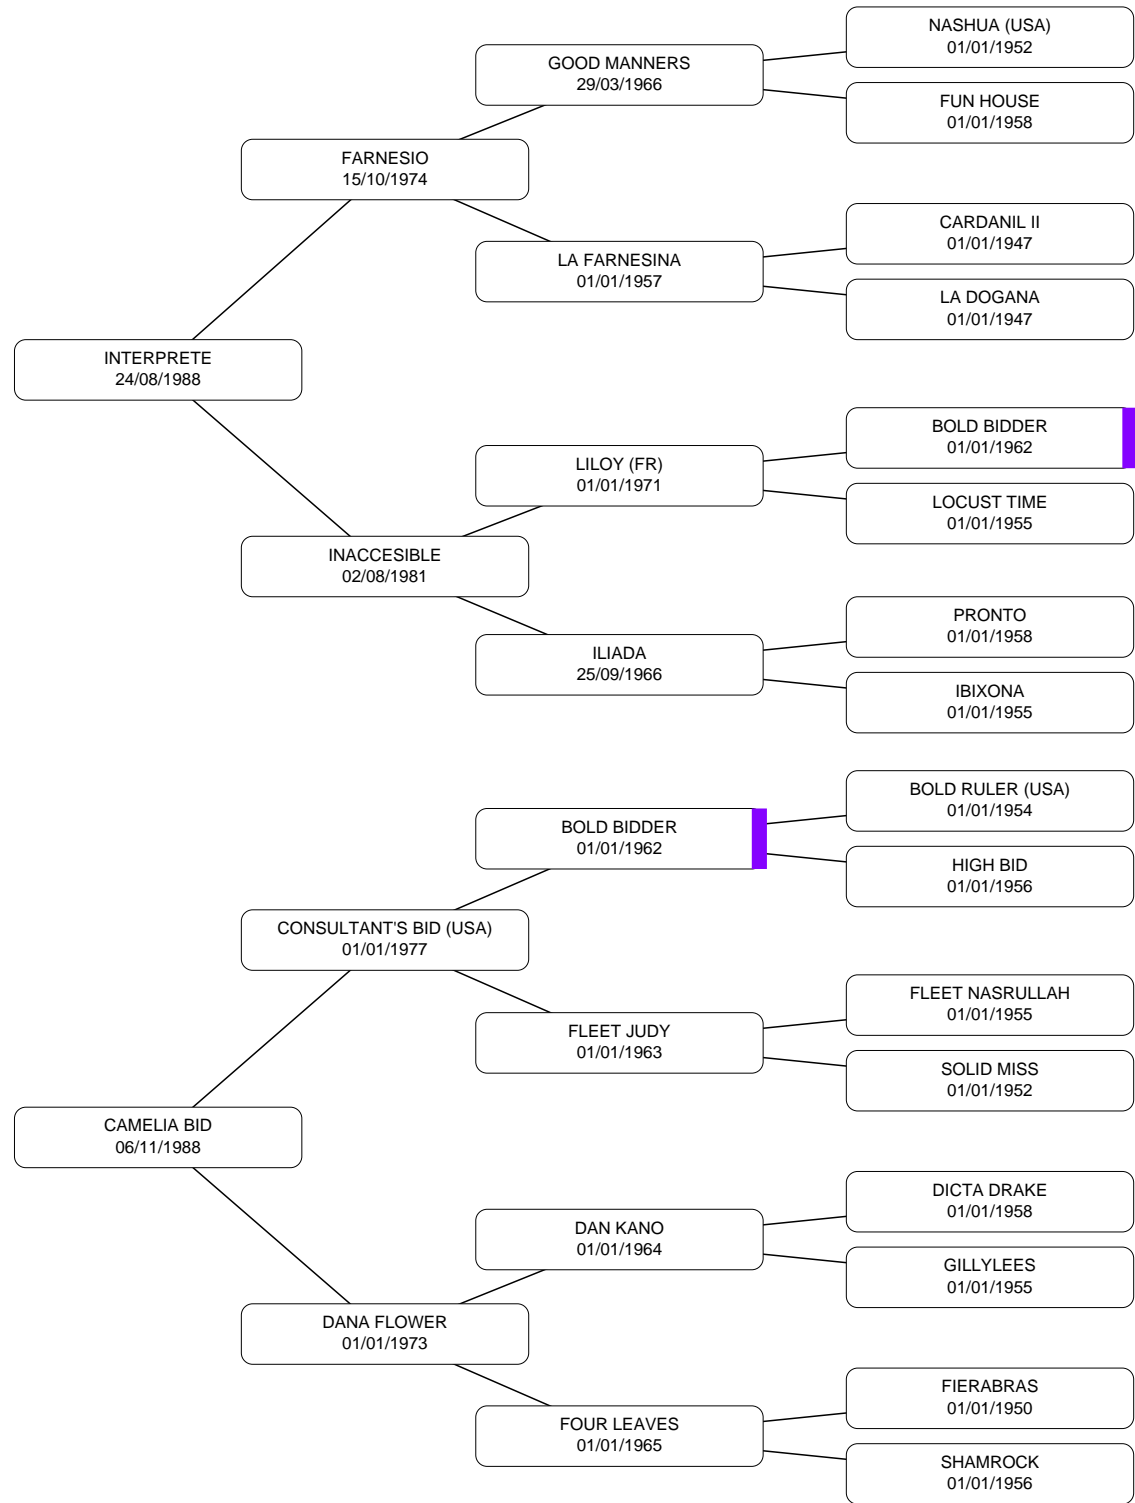 NASHUA (USA)
01/01/1952
GOOD MANNERS
29/03/1966
FUN HOUSE
01/01/1958
FARNESIO
15/10/1974
CARDANIL II
01/01/1947
LA FARNESINA
01/01/1957
LA DOGANA
01/01/1947
INTERPRETE
24/08/1988
BOLD BIDDER
01/01/1962
LILOY (FR)
01/01/1971
LOCUST TIME
01/01/1955
INACCESIBLE
02/08/1981
PRONTO
01/01/1958
ILIADA
25/09/1966
IBIXONA
01/01/1955
BOLD RULER (USA)
01/01/1954
BOLD BIDDER
01/01/1962
HIGH BID
01/01/1956
CONSULTANT'S BID (USA)
01/01/1977
FLEET NASRULLAH
01/01/1955
FLEET JUDY
01/01/1963
SOLID MISS
01/01/1952
CAMELIA BID
06/11/1988
DICTA DRAKE
01/01/1958
DAN KANO
01/01/1964
GILLYLEES
01/01/1955
DANA FLOWER
01/01/1973
FIERABRAS
01/01/1950
FOUR LEAVES
01/01/1965
SHAMROCK
01/01/1956